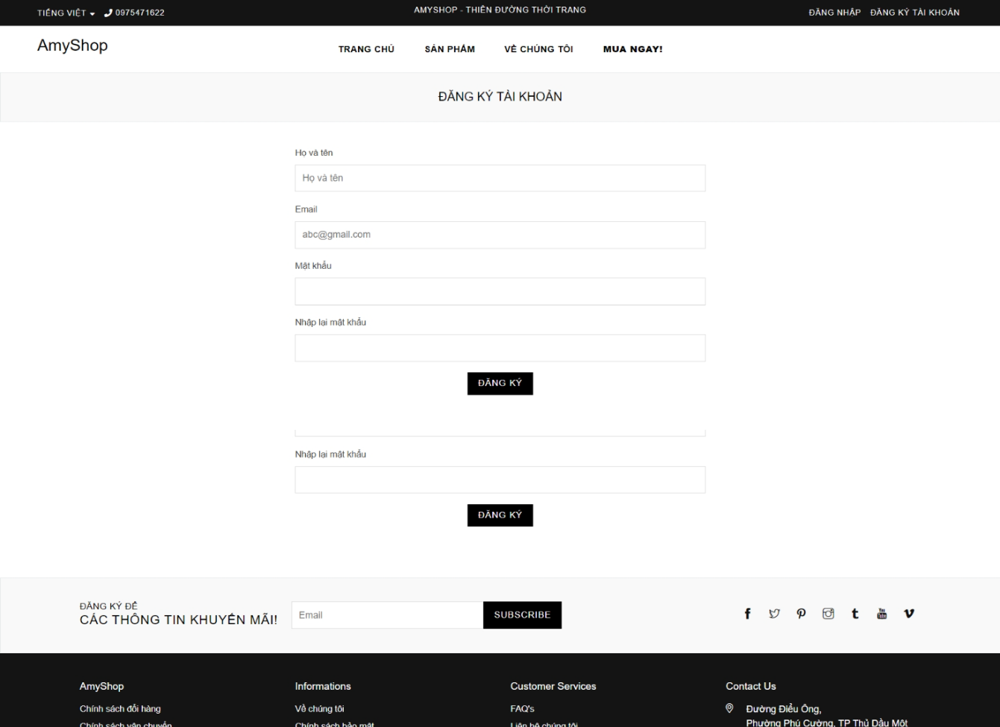 TIẾNG VIỆT
0975471622
AMYSHOP - THIÊN ĐƯỜNG THỜI TRANG
ĐĂNG NHẬP
ĐĂNG KÝ TÀI KHOẢN
AmyShop
TRANG CHỦ
SẢN PHẨM
VỀ CHÚNG TÔI
MUA NGAY!
ĐĂNG KÝ TÀI KHOẢN
Họ và tên
Họ và tên
Email
abc@gmail.com
Mật khẩu
Nhập lại mật khẩu
ĐĂNG KÝ
Nhập lại mật khẩu
ĐĂNG KÝ
ĐĂNG KÝ ĐỂ
CÁC THÔNG TIN KHUYẾN MÃI!
Email
SUBSCRIBE
AmyShop
Chính sách đổi hàng
Chính sách vận chuyển
Informations
Về chúng tôi
Chính sách bảo mật
Customer Services
FAQ's
Liên hệ chúng tôi
Contact Us
Đường Điểu Ông,
Phường Phú Cường, TP Thủ Dầu Một